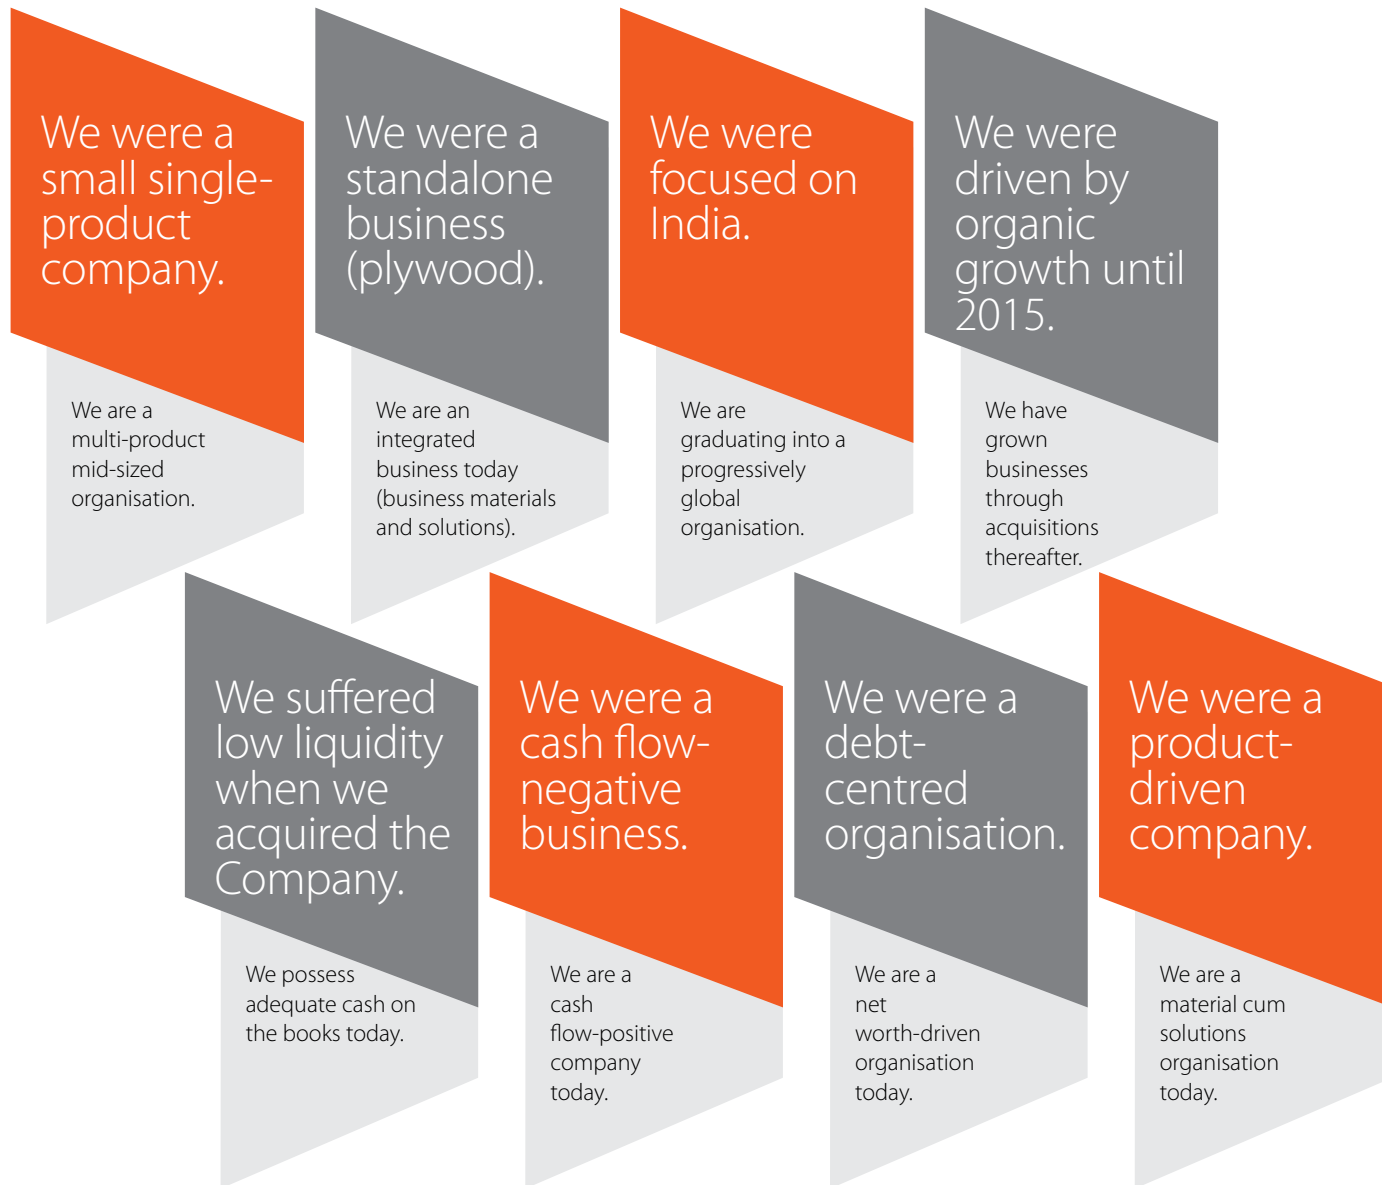 We were a
small single-
product
company.
We are a
multi-product
mid-sized
organisation.
We were a
standalone
business
(plywood).
We are an
integrated
business today
(business materials
and solutions).
We were
focused on
India.
We are
graduating into a
progressively
global
organisation.
We were
driven by
organic
growth until
2015.
We have
grown
businesses
through
acquisitions
thereafter.
We suffered
low liquidity
when we
acquired the
Company.
We possess
adequate cash on
the books today.
We were a
cash flow-
negative
business.
We are a
cash
flow-positive
company
today.
We were a
debt-
centred
organisation.
We are a
net
worth-driven
organisation
today.
We were a
product-
driven
company.
We are a
material cum
solutions
organisation
today.